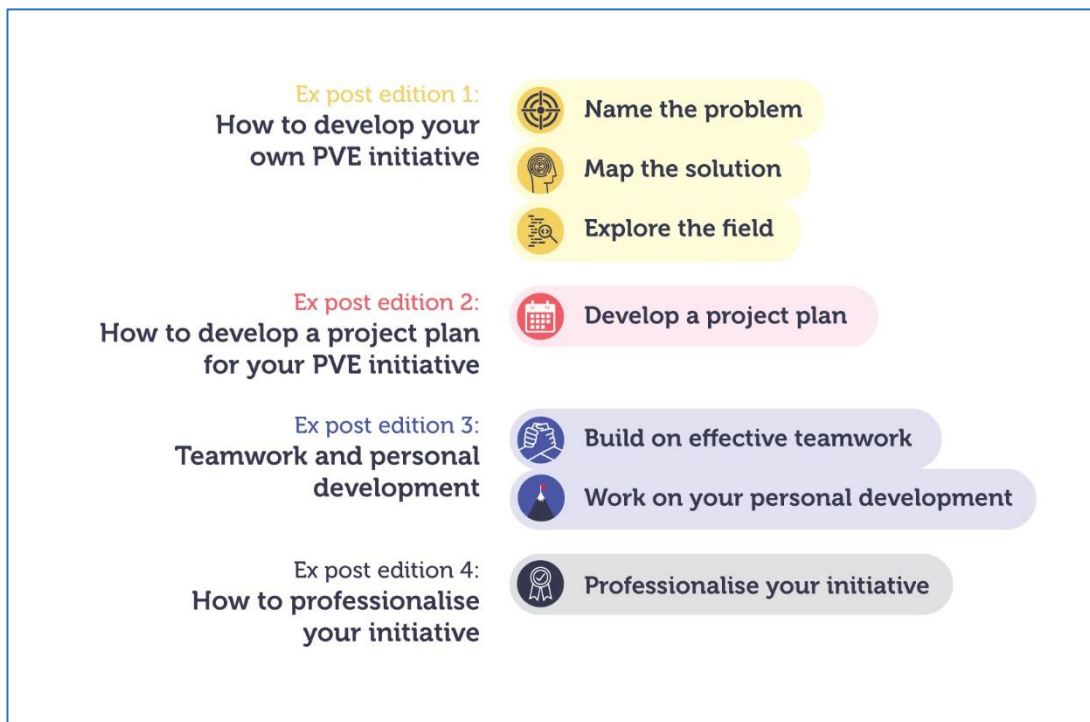 Ex post edition 1:
How to develop your
own PVE initiative
Name the problem
Map the solution
Explore the field
Ex post edition 2:
How to develop a project plan
for your PVE initiative
Develop a project plan
Ex post edition 3:
Teamwork and personal
development
Build on effective teamwork
Work on your personal development
Ex post edition 4:
How to professionalise
your initiative
Professionalise your initiative